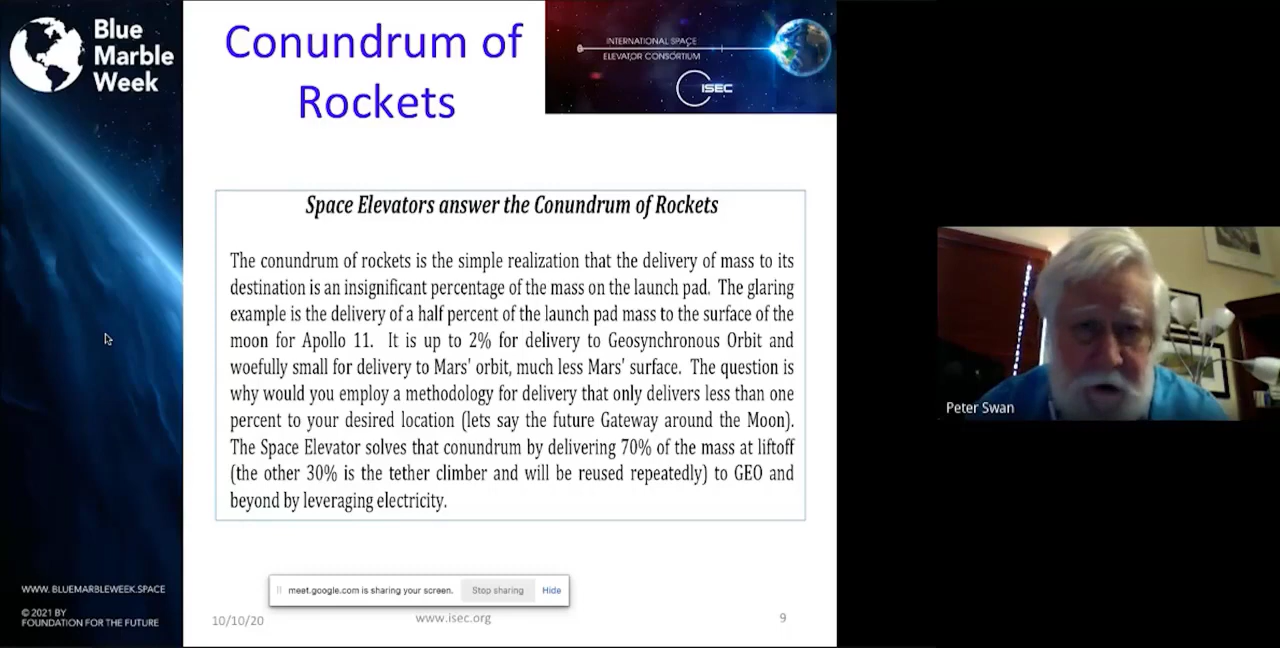 Blue
Marble
Week
Conundrum of
Rockets
INTERNATIONAL SPACE
ELEVATOR CONSORTIUM
ISEC
Space Elevators answer the Conundrum of Rockets
The conundrum of rockets is the simple realization that the delivery of mass to its
destination is an insignificant percentage of the mass on the launch pad. The glaring
example is the delivery of a half percent of the launch pad mass to the surface of the
moon for Apollo 11. It is up to 2% for delivery to Geosynchronous Orbit and
woefully small for delivery to Mars' orbit, much less Mars' surface. The question is
why would you employ a methodology for delivery that only delivers less than one
percent to your desired location (lets say the future Gateway around the Moon).
The Space Elevator solves that conundrum by delivering 70% of the mass at liftoff
(the other 30% is the tether climber and will be reused repeatedly) to GEO and
beyond by leveraging electricity.
Peter Swan
meet.google.com is sharing your screen. Stop sharing Hide
WWW. BLUEMARBLEWEEK.SPACE
© 2021 BY
FOUNDATION FOR THE FUTURE
10/10/20 www.isec.org 9